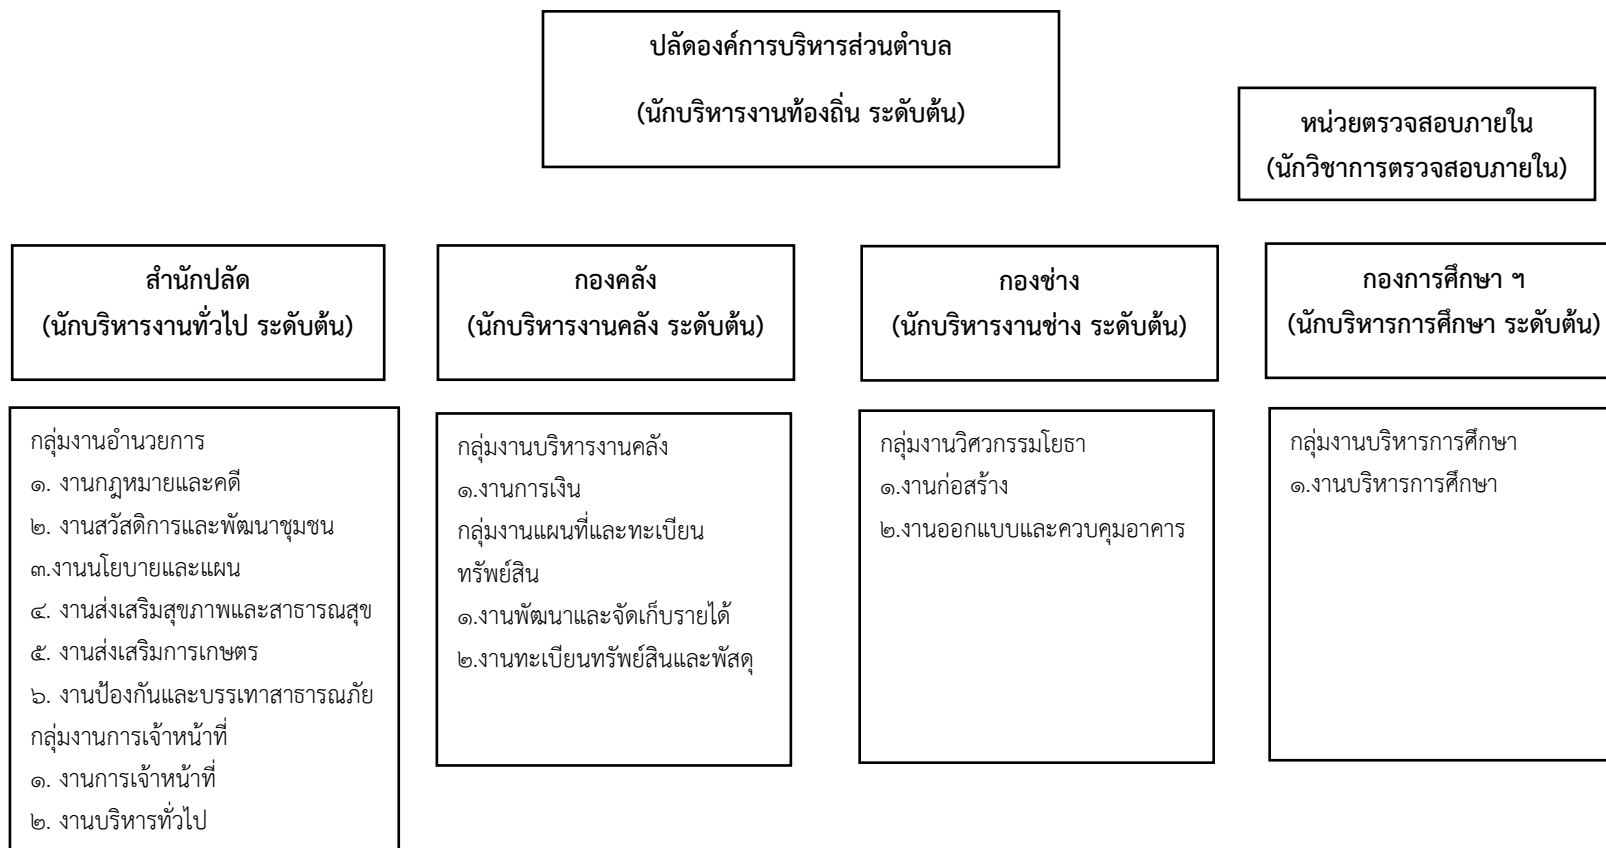 ปลัดองค์การบริหารส่วนตำบล
(นักบริหารงานท้องถิ่น ระดับต้น)
หน่วยตรวจสอบภายใน
(นักวิชาการตรวจสอบภายใน)
สำนักปลัด
(นักบริหารงานทั่วไป ระดับต้น)
กองคลัง
(นักบริหารงานคลัง ระดับต้น)
กองช่าง
(นักบริหารงานช่าง ระดับต้น)
กองการศึกษา ฯ
(นักบริหารการศึกษา ระดับต้น)
กลุ่มงานอำนวยการ
๑. งานกฎหมายและคดี
๒. งานสวัสดิการและพัฒนาชุมชน
๓.งานนโยบายและแผน
๔. งานส่งเสริมสุขภาพและสาธารณสุข
๕. งานส่งเสริมการเกษตร
๖. งานป้องกันและบรรเทาสาธารณภัย
กลุ่มงานการเจ้าหน้าที่
๑. งานการเจ้าหน้าที่
๒. งานบริหารทั่วไป
กลุ่มงานบริหารงานคลัง
๑.งานการเงิน
กลุ่มงานแผนที่และทะเบียน
ทรัพย์สิน
๑.งานพัฒนาและจัดเก็บรายได้
๒.งานทะเบียนทรัพย์สินและพัสดุ
กลุ่มงานวิศวกรรมโยธา
๑.งานก่อสร้าง
๒.งานออกแบบและควบคุมอาคาร
กลุ่มงานบริหารการศึกษา
๑.งานบริหารการศึกษา